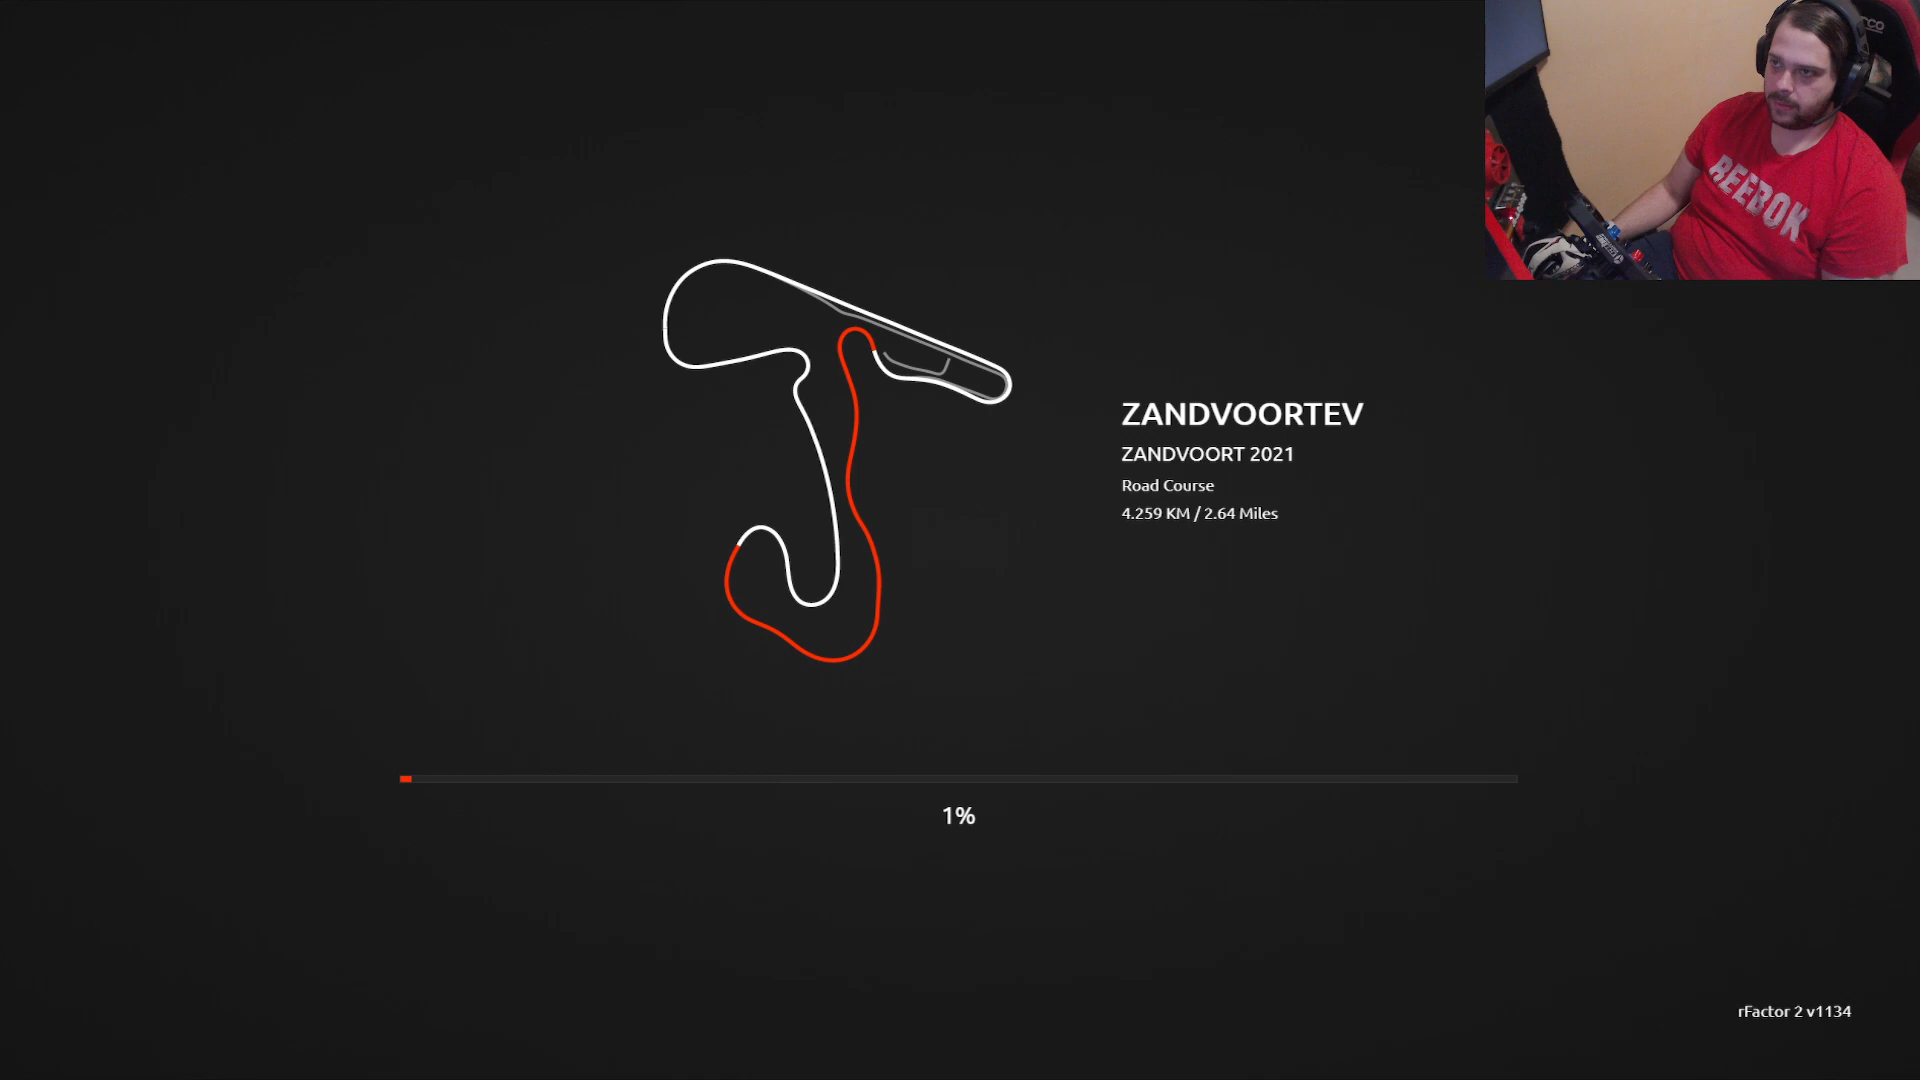 ZANDVOORTEV
ZANDVOORT 2021
Road Course
4.259 KM / 2.64 Miles
1%
rFactor 2 v1134
REEBOK